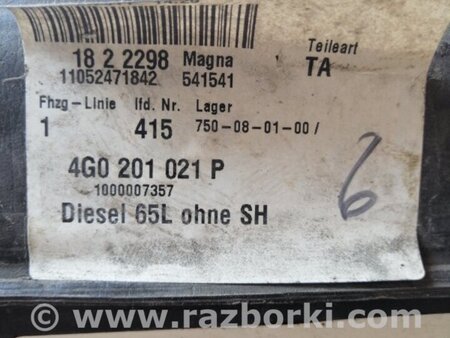 18 2 2298 Magna Teileart
11052471842 541541 TA
Fhzg-Linie lfd. Nr. Lager
1 415 750-08-01-00/
4G0 201 021 P
1000007357
Diesel 65L ohne SH
6
© www.razborki.com